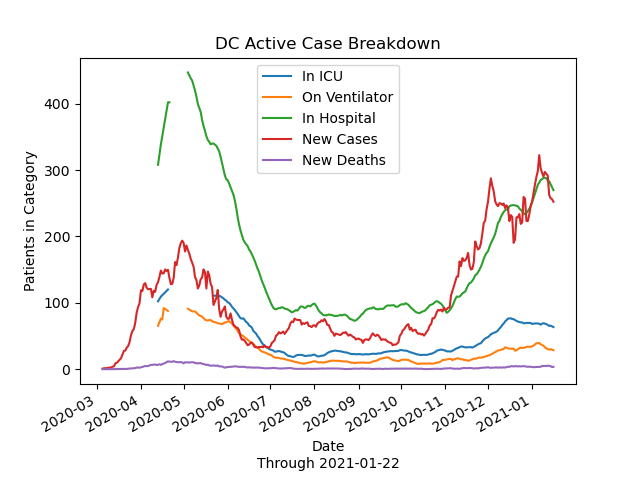 DC Active Case Breakdown
In ICU
On Ventilator
In Hospital
New Cases
New Deaths
Patients in Category
400
300
200
100
0
2020-03
2020-04
2020-05
2020-06
2020-07
2020-08
2020-09
2020-10
2020-11
2020-12
2021-01
Date
Through 2021-01-22